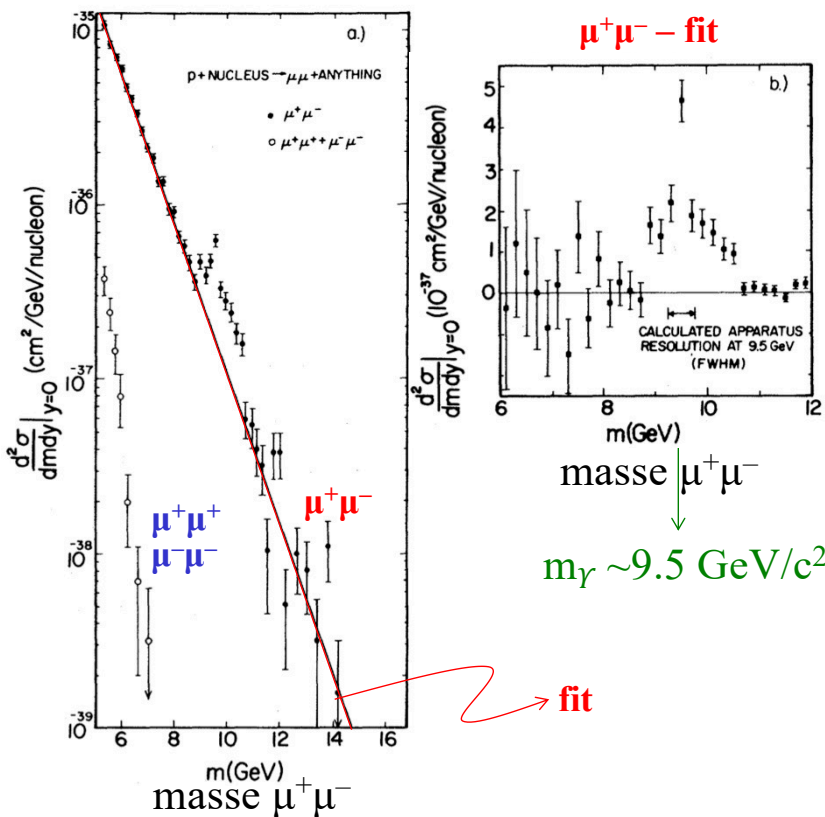 a.)
p+NUCLEUS→μμ+ANYTHING
• μ⁺μ⁻
○ μ⁺μ⁺+μ⁻μ⁻
10⁻³⁵
10⁻³⁶
10⁻³⁷
10⁻³⁸
10⁻³⁹
d²σ/dmdy|y=0 (cm²/GeV/nucleon)
μ⁺μ⁺
μ⁻μ⁻
μ⁺μ⁻
6 8 10 12 14 16
m(GeV)
masse μ⁺μ⁻
fit
μ⁺μ⁻ – fit
b.)
5
4
3
2
1
0
d²σ/dmdy|y=0 (10⁻³⁷ cm²/GeV/nucleon)
CALCULATED APPARATUS
RESOLUTION AT 9.5 GeV
(FWHM)
6 8 10 12
m(GeV)
masse μ⁺μ⁻
mϒ ~9.5 GeV/c²